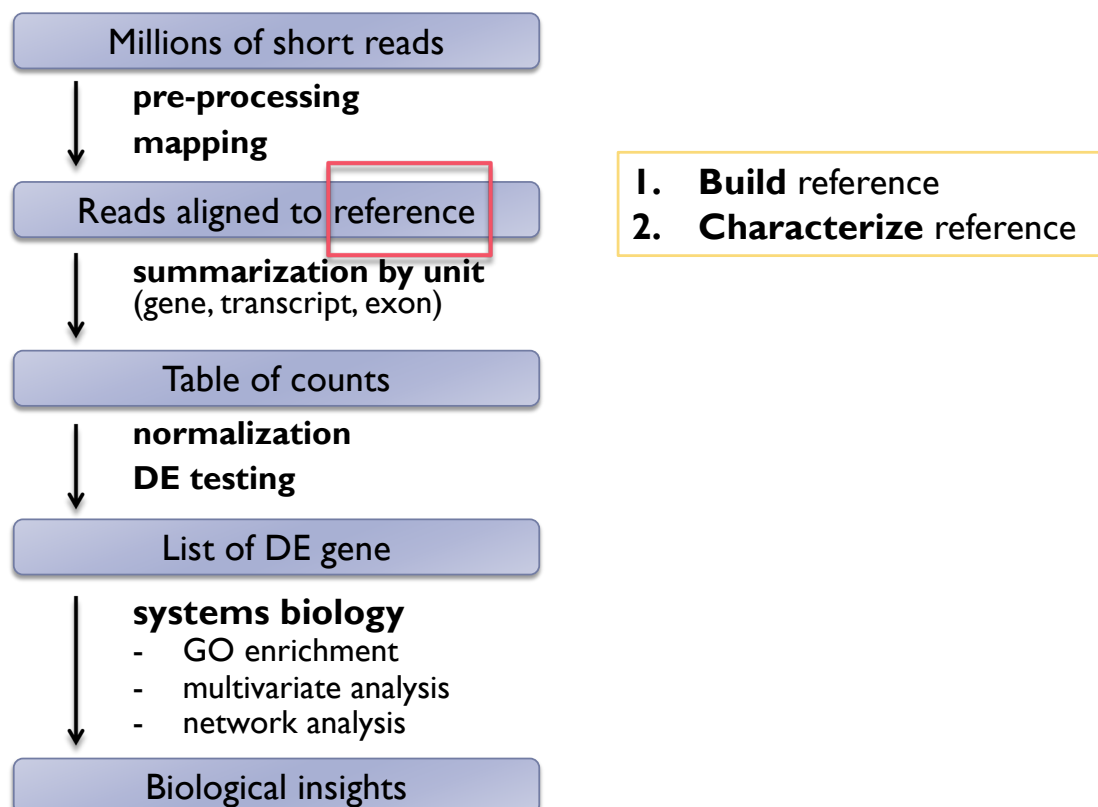 Millions of short reads
pre-processing
mapping
Reads aligned to reference
summarization by unit
(gene, transcript, exon)
Table of counts
normalization
DE testing
List of DE gene
systems biology
- GO enrichment
- multivariate analysis
- network analysis
Biological insights
1. Build reference
2. Characterize reference